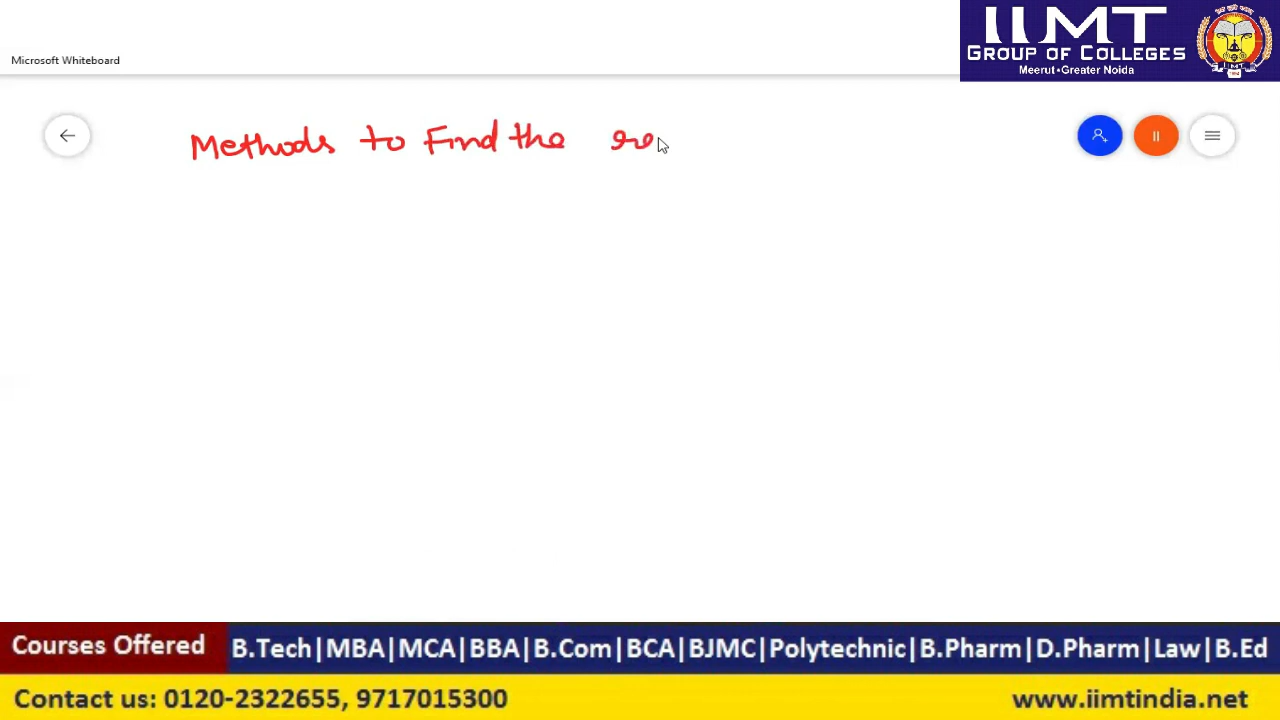 IIMT
GROUP OF COLLEGES
Meerut•Greater Noida
Microsoft Whiteboard
Methods to Find the
Courses Offered
B.Tech|MBA|MCA|BBA|B.Com|BCA|BJMC|Polytechnic|B.Pharm|D.Pharm|Law|B.Ed
Contact us: 0120-2322655, 9717015300
www.iimtindia.net